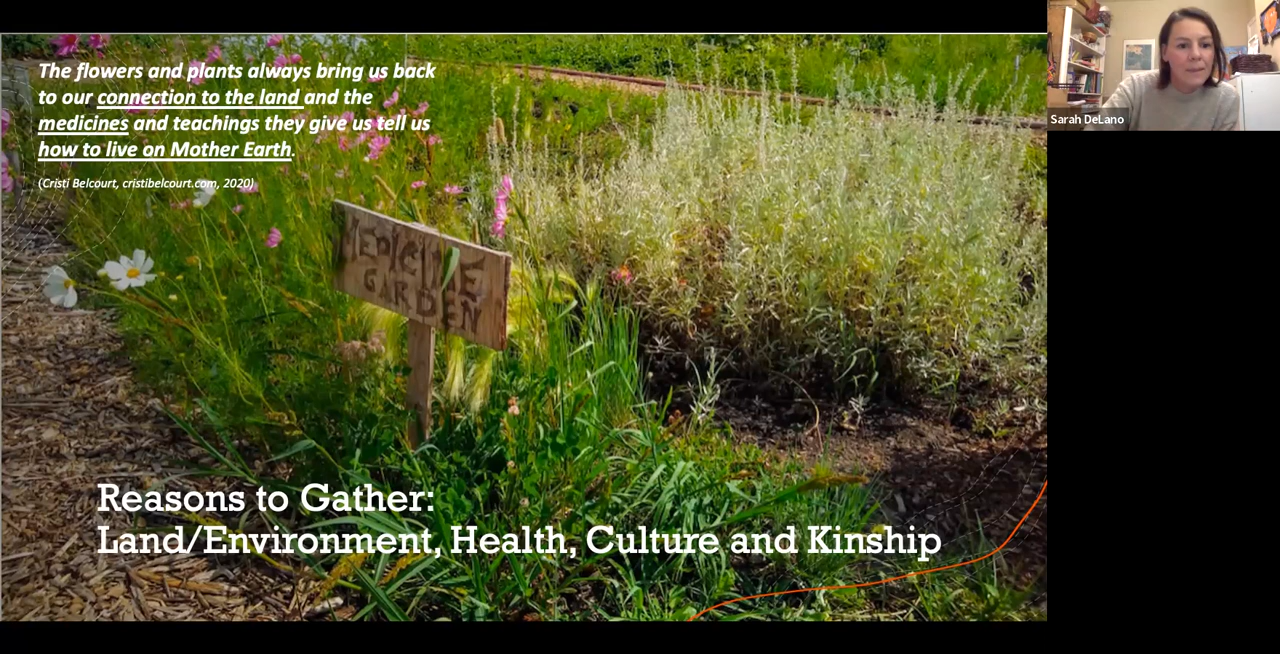 The flowers and plants always bring us back
to our connection to the land and the
medicines and teachings they give us tell us
how to live on Mother Earth.
(Cristi Belcourt, cristibelcourt.com, 2020)
MEDICINE
GARDEN
Reasons to Gather:
Land/Environment, Health, Culture and Kinship
Sarah DeLano